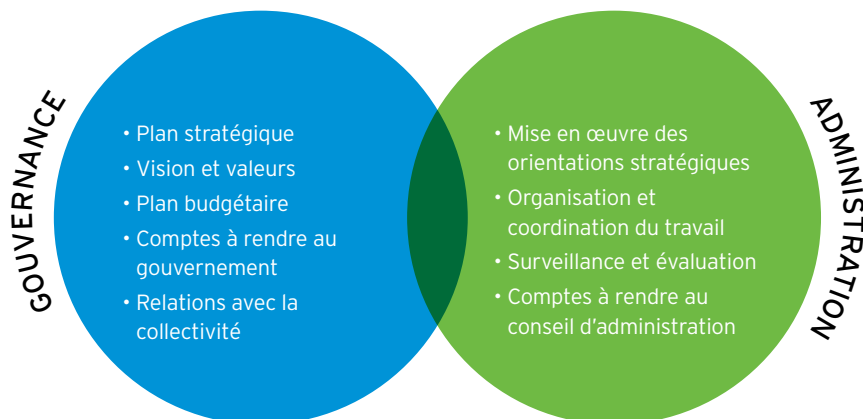 GOUVERNANCE
• Plan stratégique
• Vision et valeurs
• Plan budgétaire
• Comptes à rendre au
gouvernement
• Relations avec la
collectivité
• Mise en œuvre des
orientations stratégiques
• Organisation et
coordination du travail
• Surveillance et évaluation
• Comptes à rendre au
conseil d’administration
ADMINISTRATION